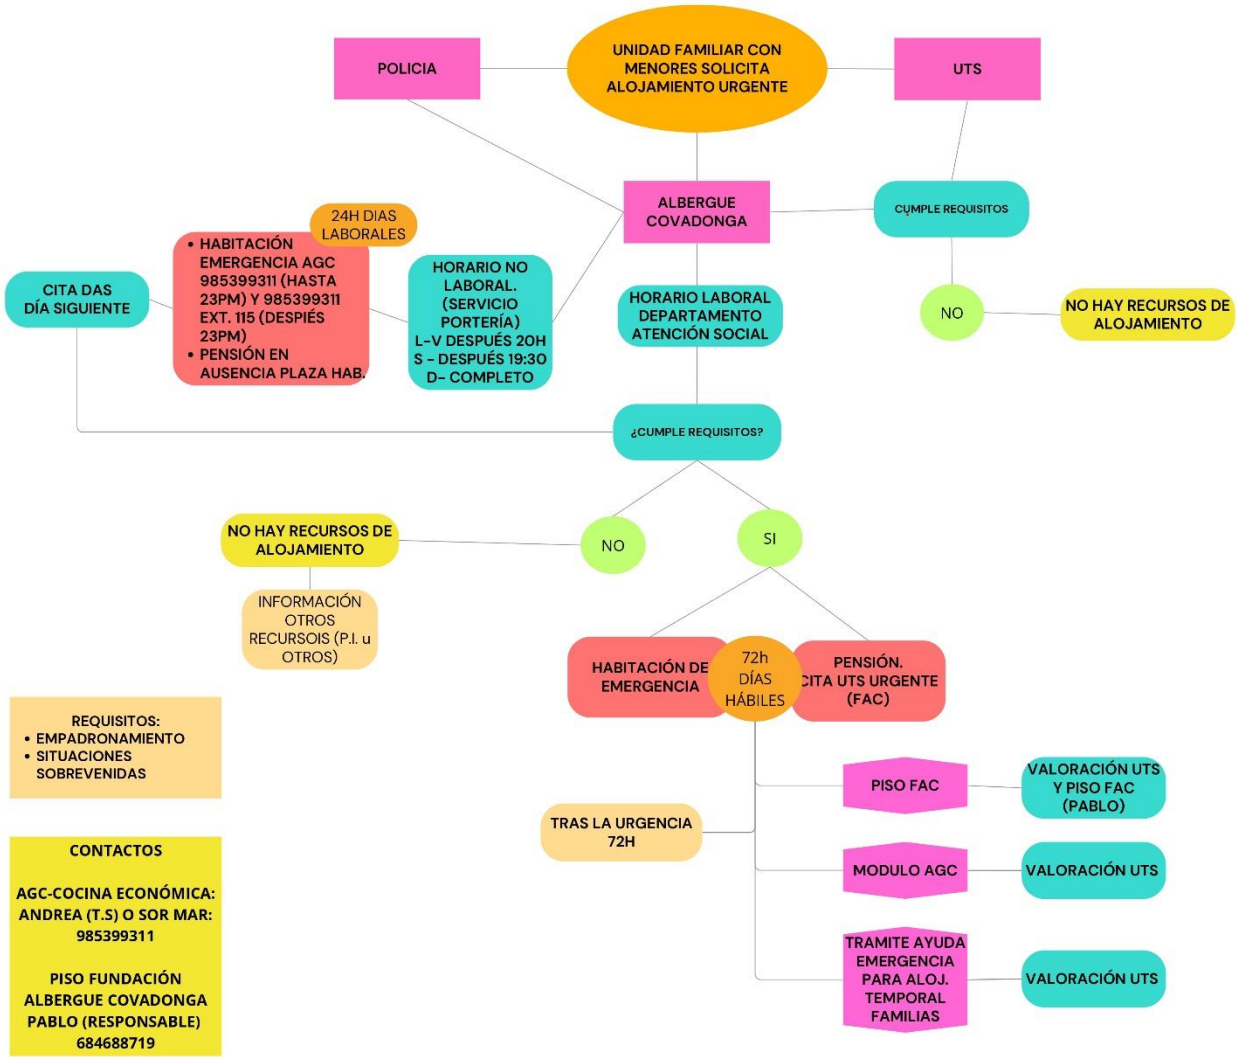 UNIDAD FAMILIAR CON
MENORES SOLICITA
ALOJAMIENTO URGENTE
POLICIA
UTS
ALBERGUE
COVADONGA
CUMPLE REQUISITOS
24H DIAS
LABORALES
• HABITACIÓN
EMERGENCIA AGC
985399311 (HASTA
23PM) Y 985399311
EXT. 115 (DESPIÉS
23PM)
• PENSIÓN EN
AUSENCIA PLAZA HAB.
CITA DAS
DÍA SIGUIENTE
HORARIO NO
LABORAL.
(SERVICIO
PORTERÍA)
L-V DESPUÉS 20H
S - DESPUÉS 19:30
D- COMPLETO
HORARIO LABORAL
DEPARTAMENTO
ATENCIÓN SOCIAL
NO
NO HAY RECURSOS DE
ALOJAMIENTO
¿CUMPLE REQUISITOS?
NO HAY RECURSOS DE
ALOJAMIENTO
NO
SI
INFORMACIÓN
OTROS
RECURSOIS (P.I. u
OTROS)
HABITACIÓN DE
EMERGENCIA
72h
DÍAS
HÁBILES
PENSIÓN.
CITA UTS URGENTE
(FAC)
REQUISITOS:
• EMPADRONAMIENTO
• SITUACIONES
SOBREVENIDAS
PISO FAC
VALORACIÓN UTS
Y PISO FAC
(PABLO)
TRAS LA URGENCIA
72H
MODULO AGC
VALORACIÓN UTS
TRAMITE AYUDA
EMERGENCIA
PARA ALOJ.
TEMPORAL
FAMILIAS
VALORACIÓN UTS
CONTACTOS
AGC-COCINA ECONÓMICA:
ANDREA (T.S) O SOR MAR:
985399311
PISO FUNDACIÓN
ALBERGUE COVADONGA
PABLO (RESPONSABLE)
684688719